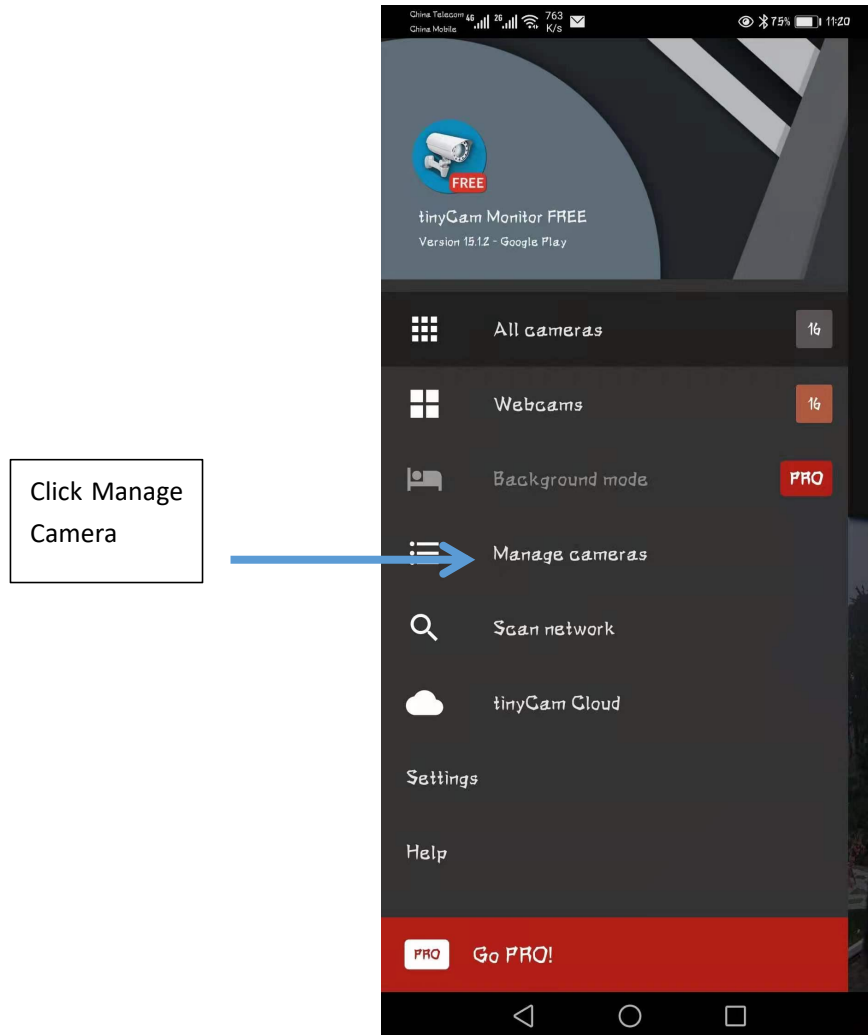 China Telecom 4G 2G 763 K/s 75% 11:20
China Mobile
FREE
tinyCam Monitor FREE
Version 15.1.2 - Google Play
All cameras 16
Webcams 16
Background mode PRO
Click Manage
Camera
Manage cameras
Scan network
tinyCam Cloud
Settings
Help
PRO Go PRO!